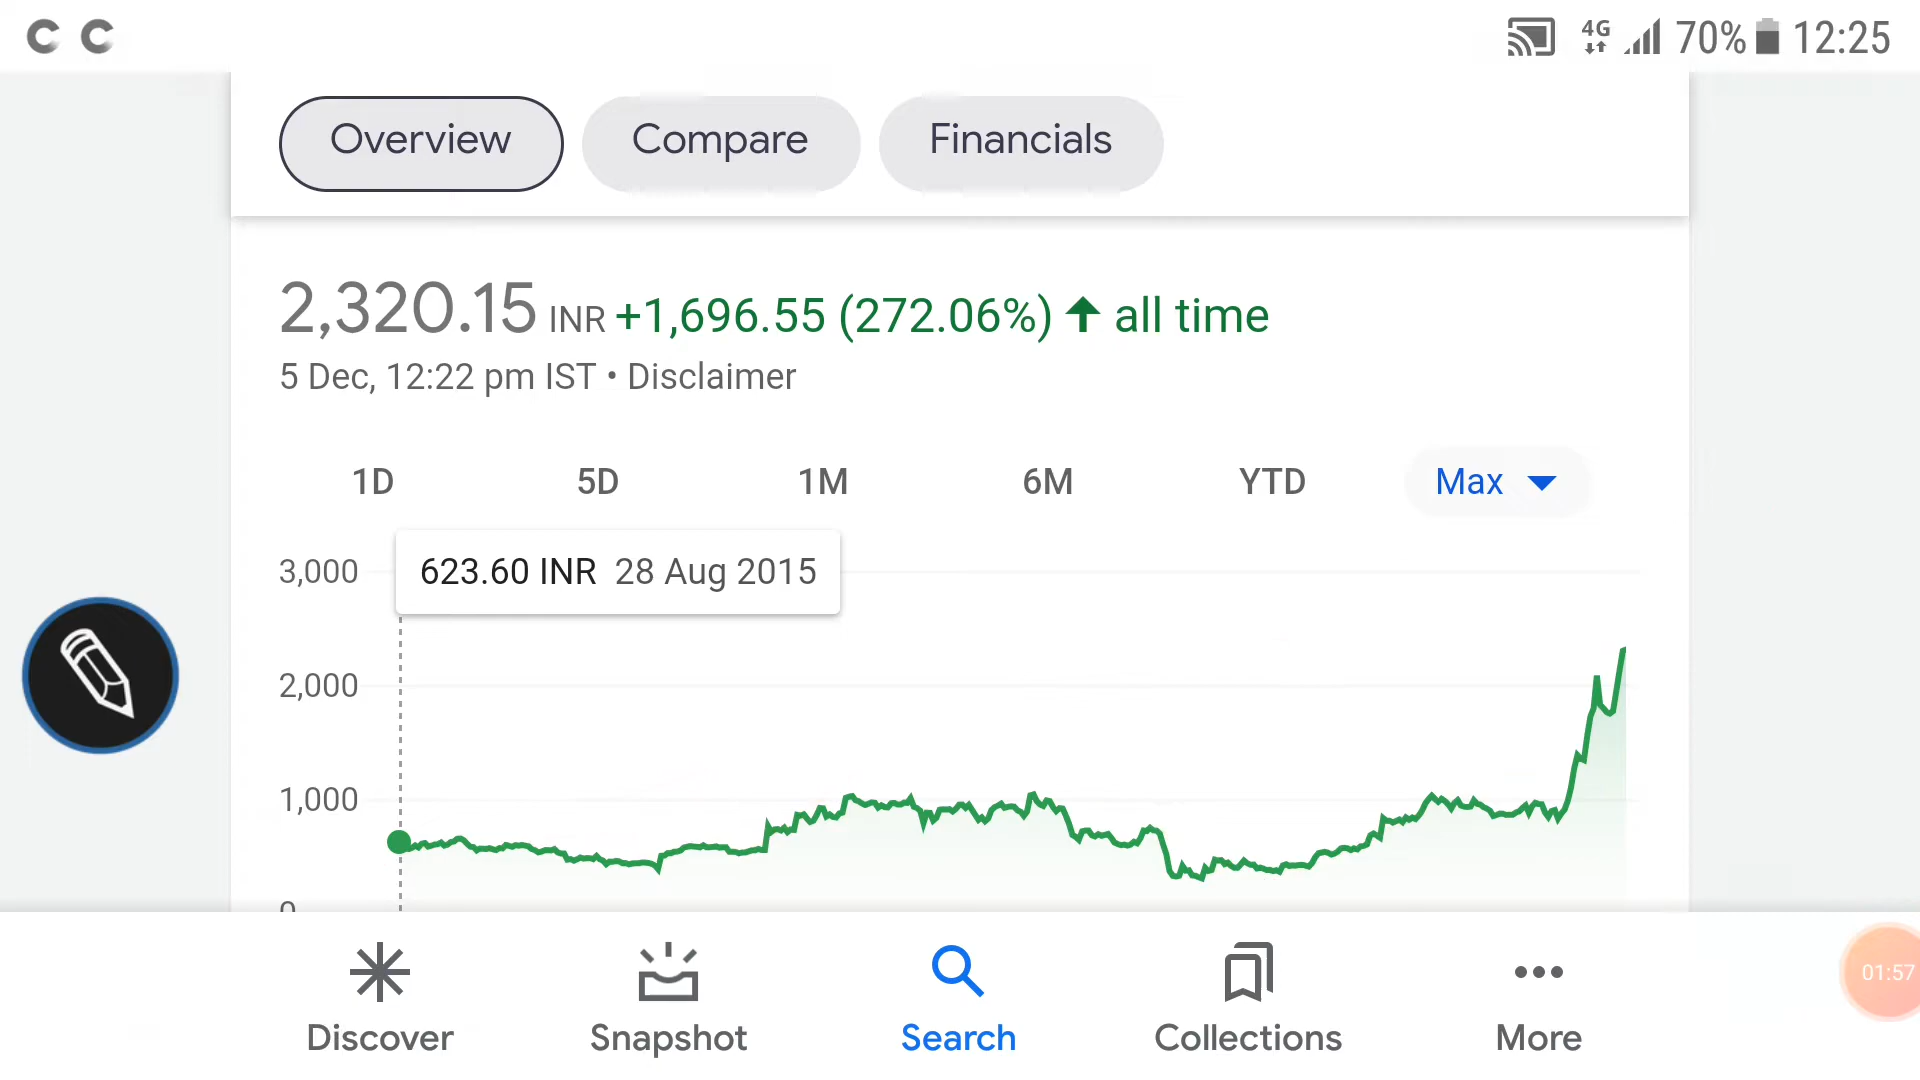 4G 70% 12:25
Overview Compare Financials
2,320.15 INR +1,696.55 (272.06%) ↑ all time
5 Dec, 12:22 pm IST • Disclaimer
1D 5D 1M 6M YTD Max
623.60 INR 28 Aug 2015
3,000
2,000
1,000
0
Discover Snapshot Search Collections More
01:57